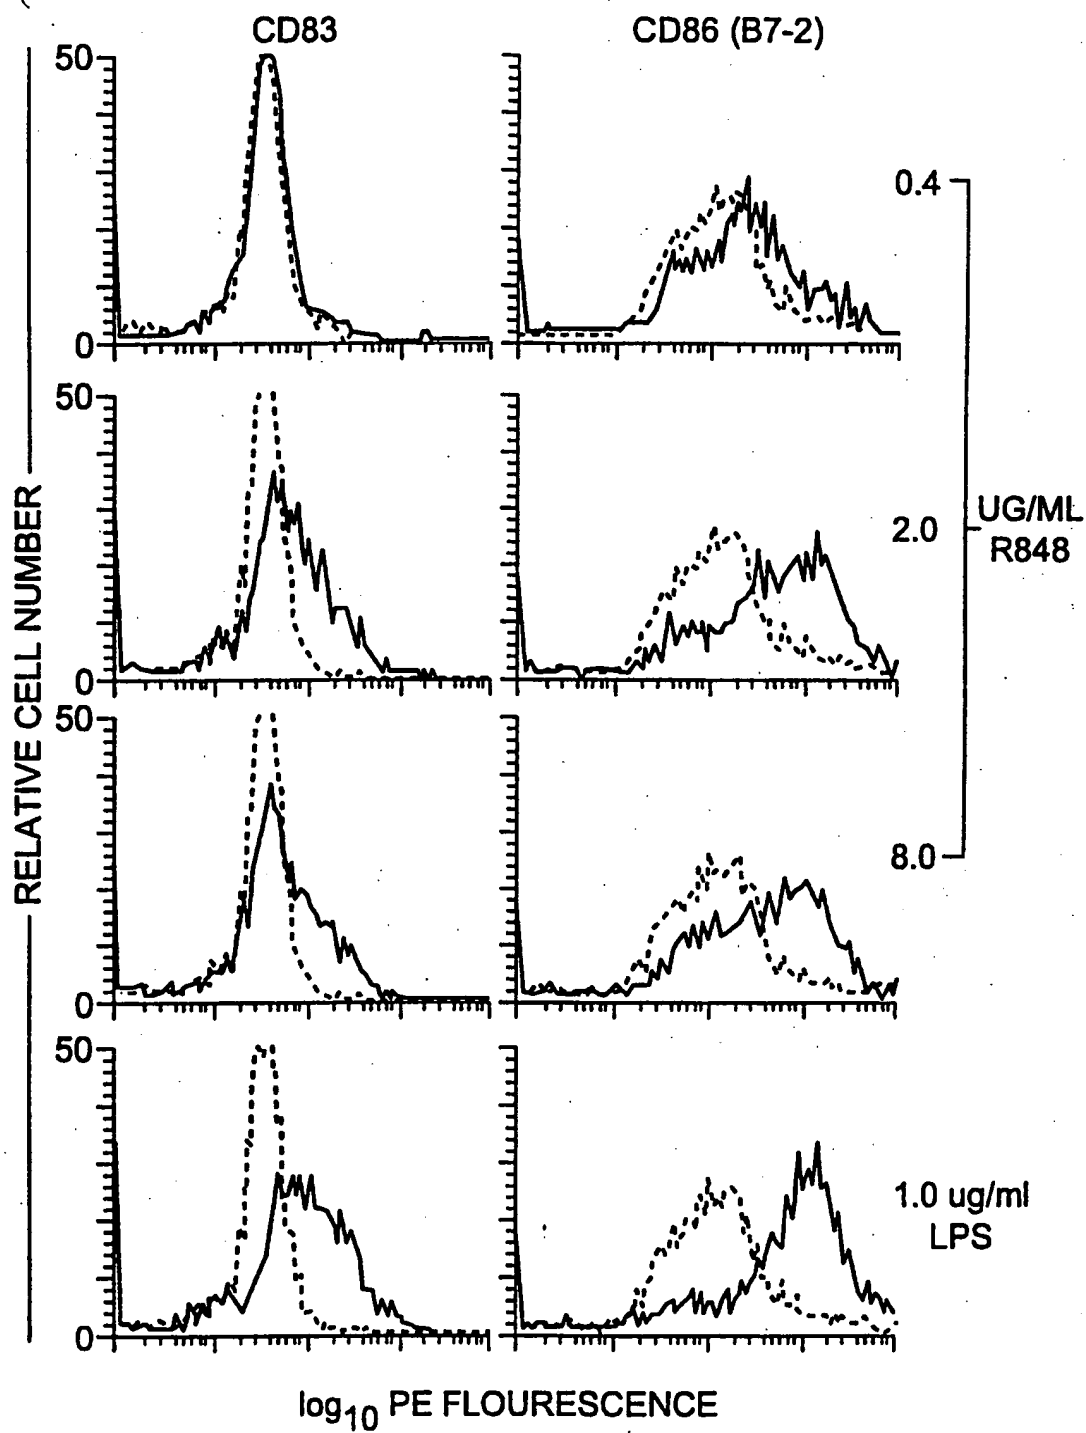 CD83
CD86 (B7-2)
50
0
0.4
50
0
2.0
UG/ML
R848
50
0
8.0
50
0
1.0 ug/ml
LPS
RELATIVE CELL NUMBER
log10 PE FLOURESCENCE